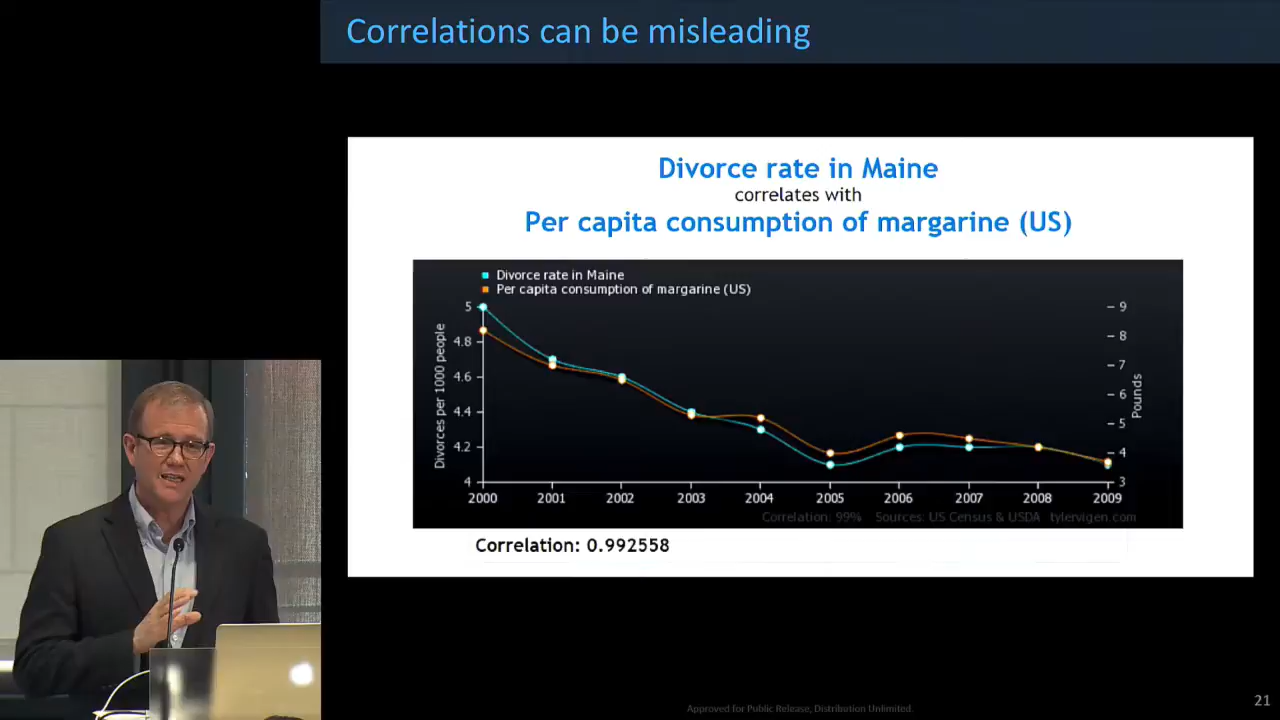 Correlations can be misleading
Divorce rate in Maine
correlates with
Per capita consumption of margarine (US)
Divorce rate in Maine
Per capita consumption of margarine (US)
Divorces per 1000 people
5
4.8
4.6
4.4
4.2
4
9
8
7
6
5
4
3
Pounds
2000 2001 2002 2003 2004 2005 2006 2007 2008 2009
Correlation: 99% Sources: US Census & USDA tylervigen.com
Correlation: 0.992558
Approved for Public Release, Distribution Unlimited.
21